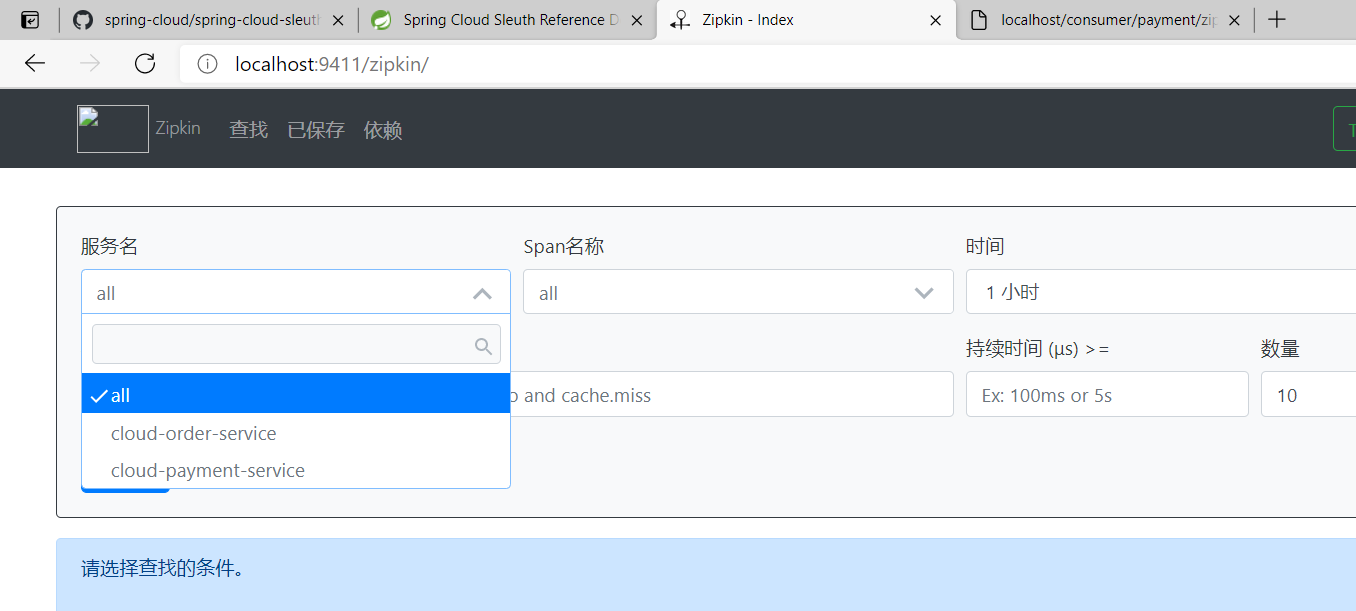 spring-cloud/spring-cloud-sleut
Spring Cloud Sleuth Reference D
Zipkin - Index
localhost/consumer/payment/zip
localhost:9411/zipkin/
Zipkin 查找 已保存 依赖
服务名 Span名称 时间
all all 1 小时
持续时间 (μs) >= 数量
all
and cache.miss Ex: 100ms or 5s 10
cloud-order-service
cloud-payment-service
请选择查找的条件。